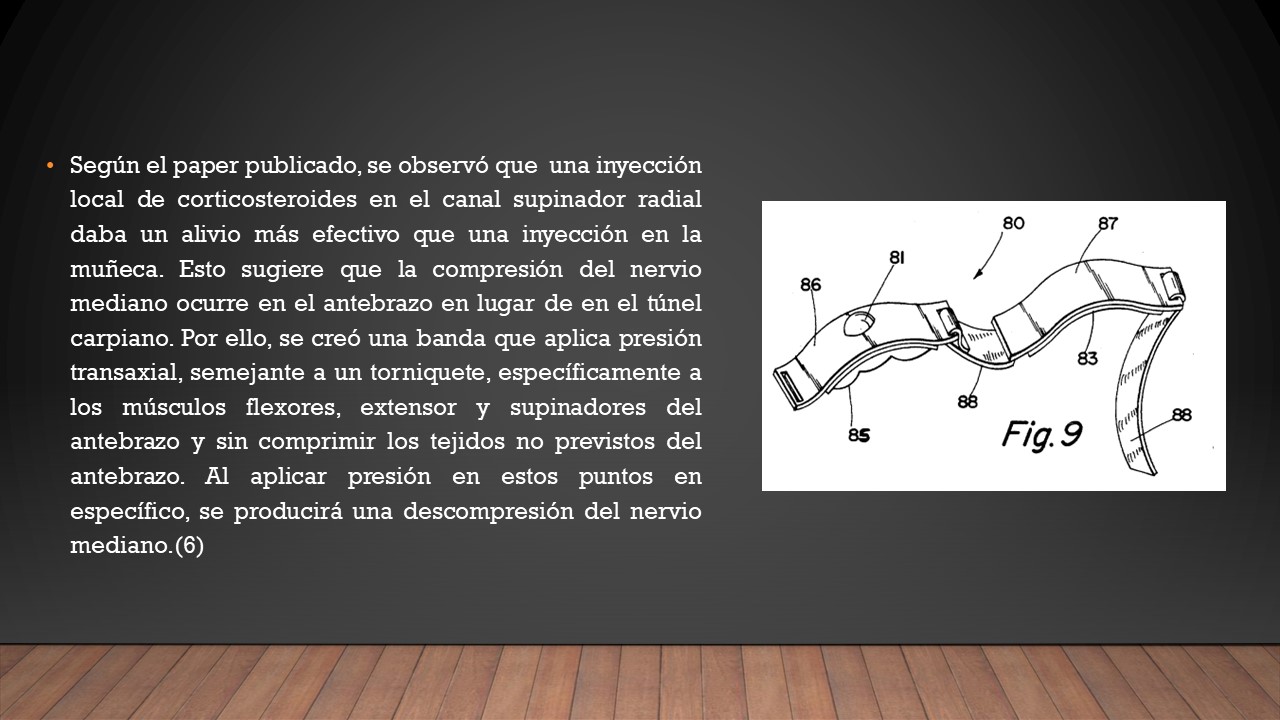 • Según el paper publicado, se observó que una inyección
local de corticosteroides en el canal supinador radial
daba un alivio más efectivo que una inyección en la
muñeca. Esto sugiere que la compresión del nervio
mediano ocurre en el antebrazo en lugar de en el túnel
carpiano. Por ello, se creó una banda que aplica presión
transaxial, semejante a un torniquete, específicamente a
los músculos flexores, extensor y supinadores del
antebrazo y sin comprimir los tejidos no previstos del
antebrazo. Al aplicar presión en estos puntos en
específico, se producirá una descompresión del nervio
mediano.(6)
80
87
81
86
83
88
88
85
Fig. 9